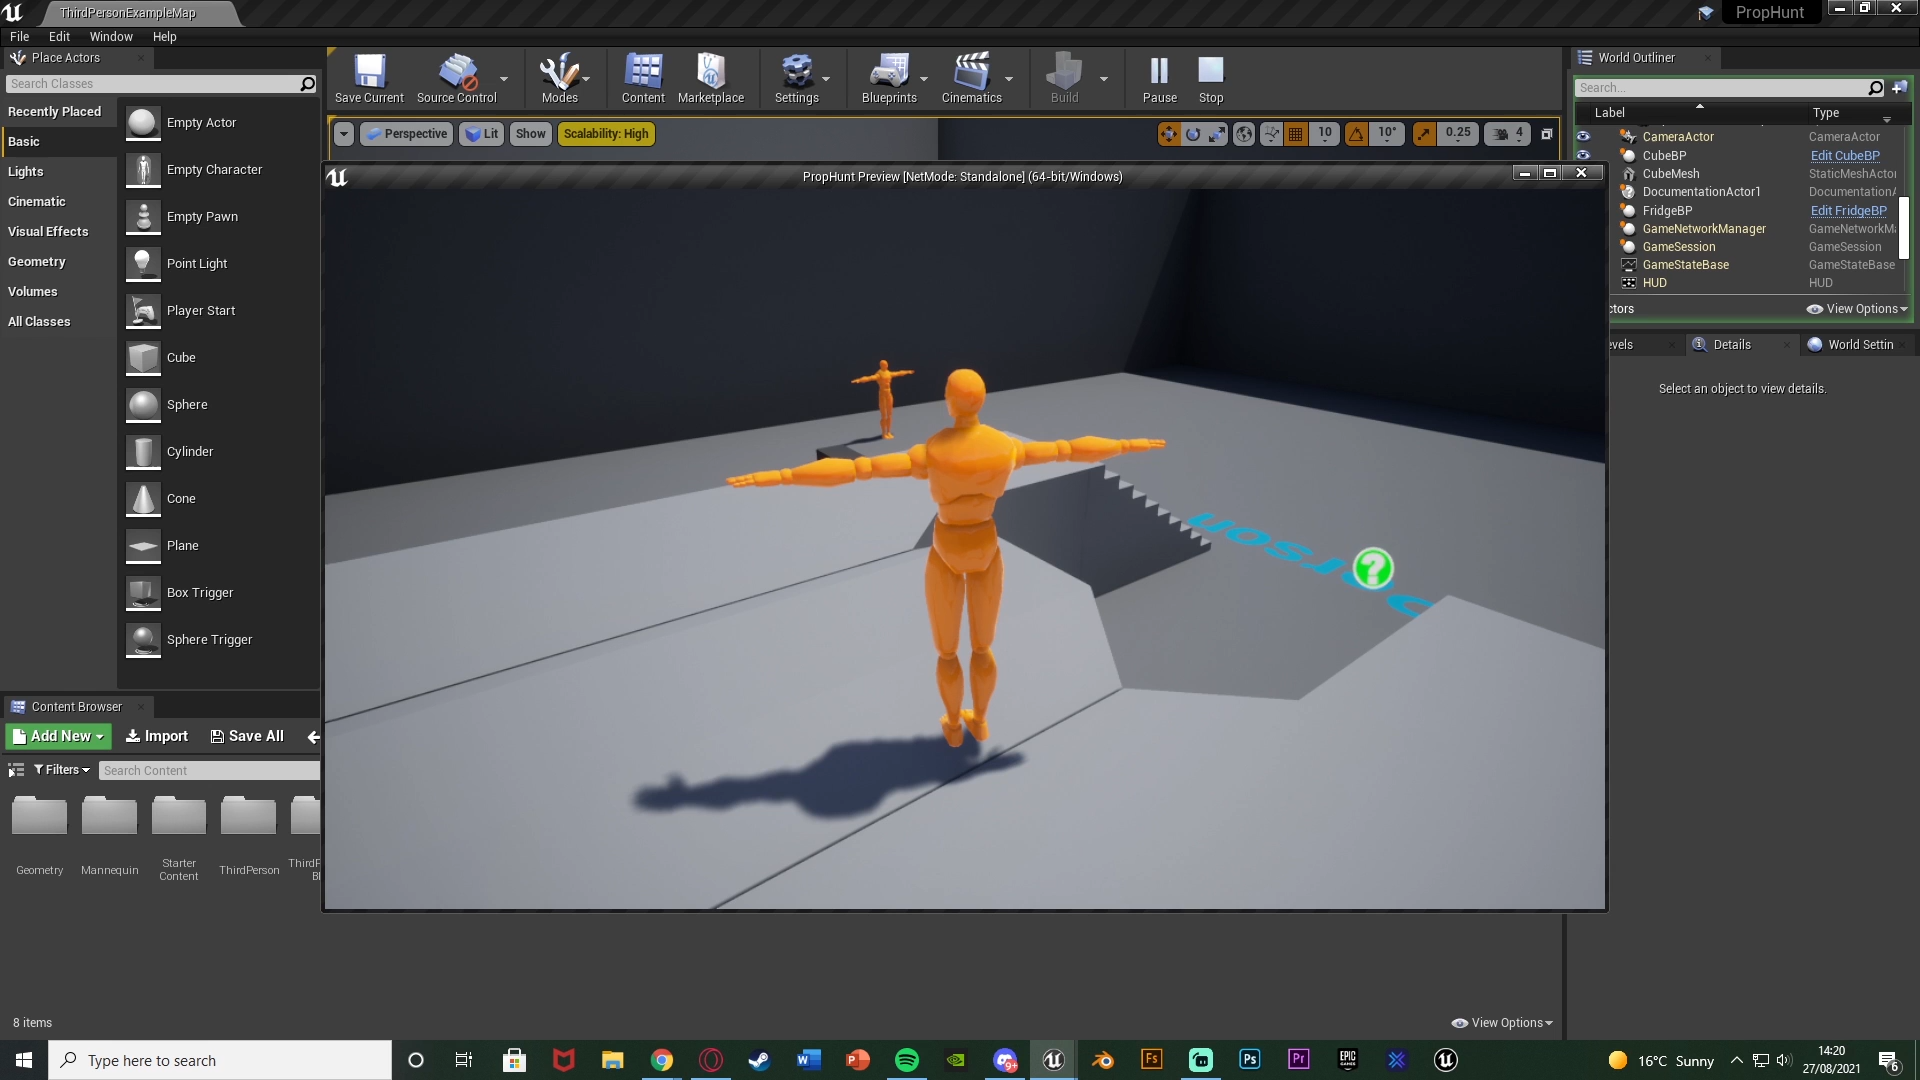 ThirdPersonExampleMap
PropHunt
File Edit Window Help
Place Actors
Search Classes
Recently Placed
Basic
Lights
Cinematic
Visual Effects
Geometry
Volumes
All Classes
Empty Actor
Empty Character
Empty Pawn
Point Light
Player Start
Cube
Sphere
Cylinder
Cone
Plane
Box Trigger
Sphere Trigger
Save Current Source Control Modes Content Marketplace Settings Blueprints Cinematics Build Pause Stop
Perspective Lit Show Scalability: High 10 10° 0.25 4
PropHunt Preview [NetMode: Standalone] (64-bit/Windows)
?
World Outliner
Search...
Label Type
CameraActor CameraActor
CubeBP Edit CubeBP
CubeMesh StaticMeshActor
DocumentationActor1 DocumentationA
FridgeBP Edit FridgeBP
GameNetworkManager GameNetworkMa
GameSession GameSession
GameStateBase GameStateBase
HUD HUD
ctors View Options
evels Details World Settin
Select an object to view details.
Content Browser
Add New Import Save All
Filters Search Content
Geometry
Mannequin
Starter
Content
ThirdPerson
ThirdP
8 items
View Options
Type here to search
16°C Sunny
14:20
27/08/2021
6